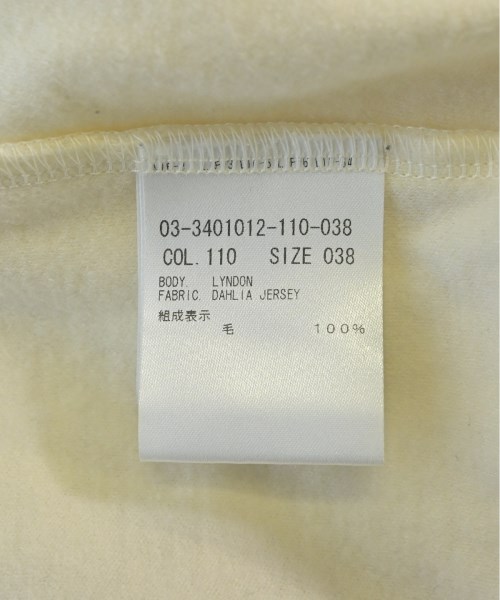 03-3401012-110-038
COL. 110 SIZE 038
BODY. LYNDON
FABRIC. DAHLIA JERSEY
組成表示
毛 100%